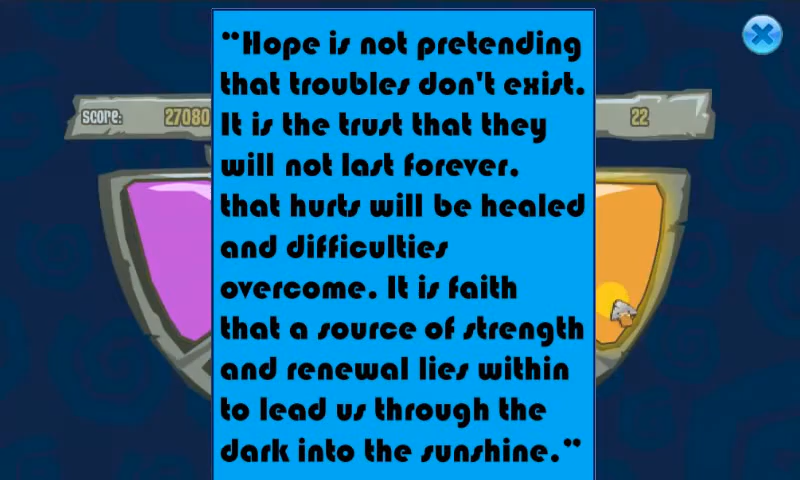 score: 27080
22
"Hope is not pretending
that troubles don't exist.
It is the trust that they
will not last forever,
that hurts will be healed
and difficulties
overcome. It is faith
that a source of strength
and renewal lies within
to lead us through the
dark into the sunshine."